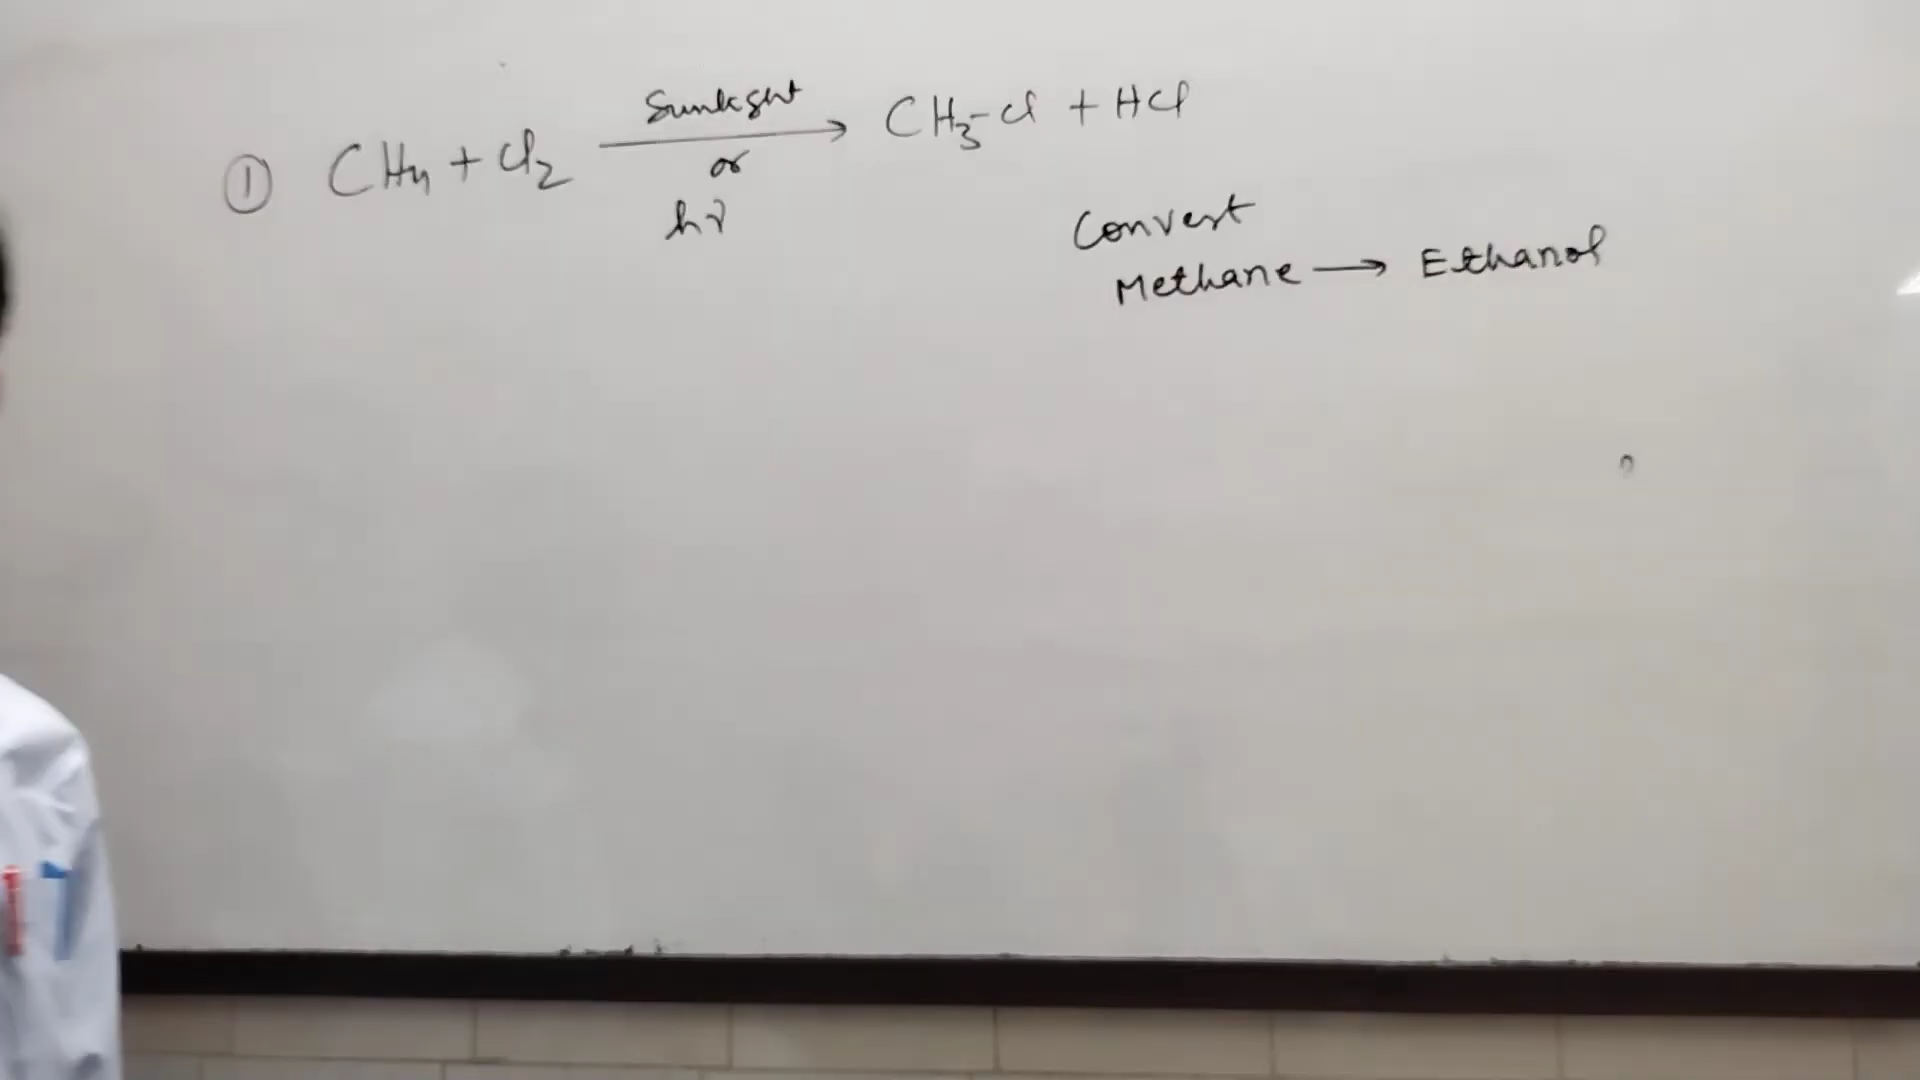 ① CH4 + Cl2 Sunlight or hν → CH3-Cl + HCl
Convert
Methane → Ethanol